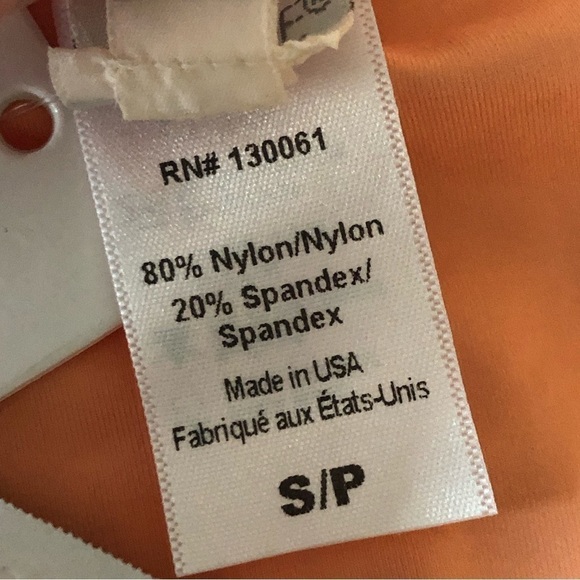 RN# 130061
80% Nylon/Nylon
20% Spandex/
Spandex
Made in USA
Fabriqué aux États-Unis
S/P